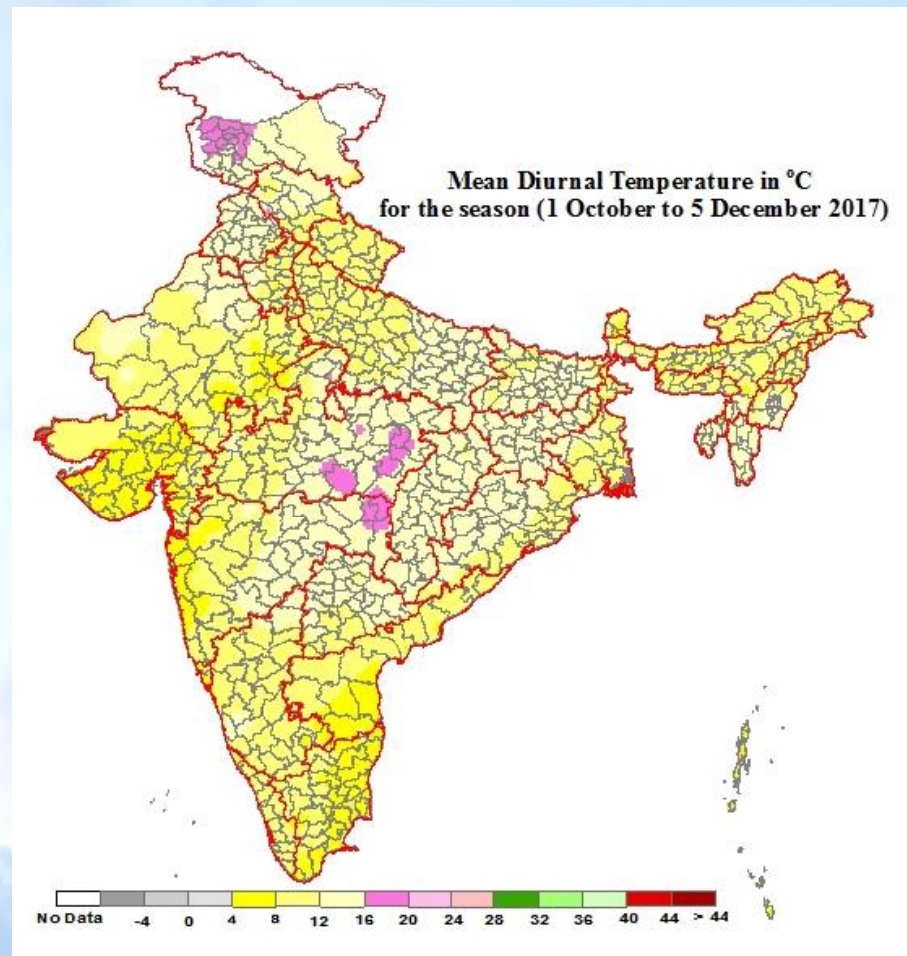 Mean Diurnal Temperature in °C
for the season (1 October to 5 December 2017)
No Data -4 0 4 8 12 16 20 24 28 32 36 40 44 > 44